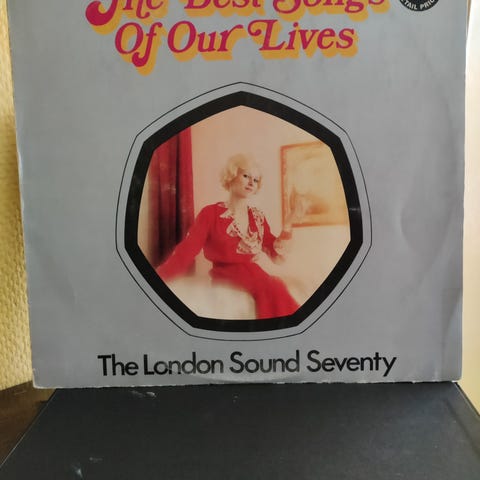 The Best Songs
Of Our Lives
The London Sound Seventy